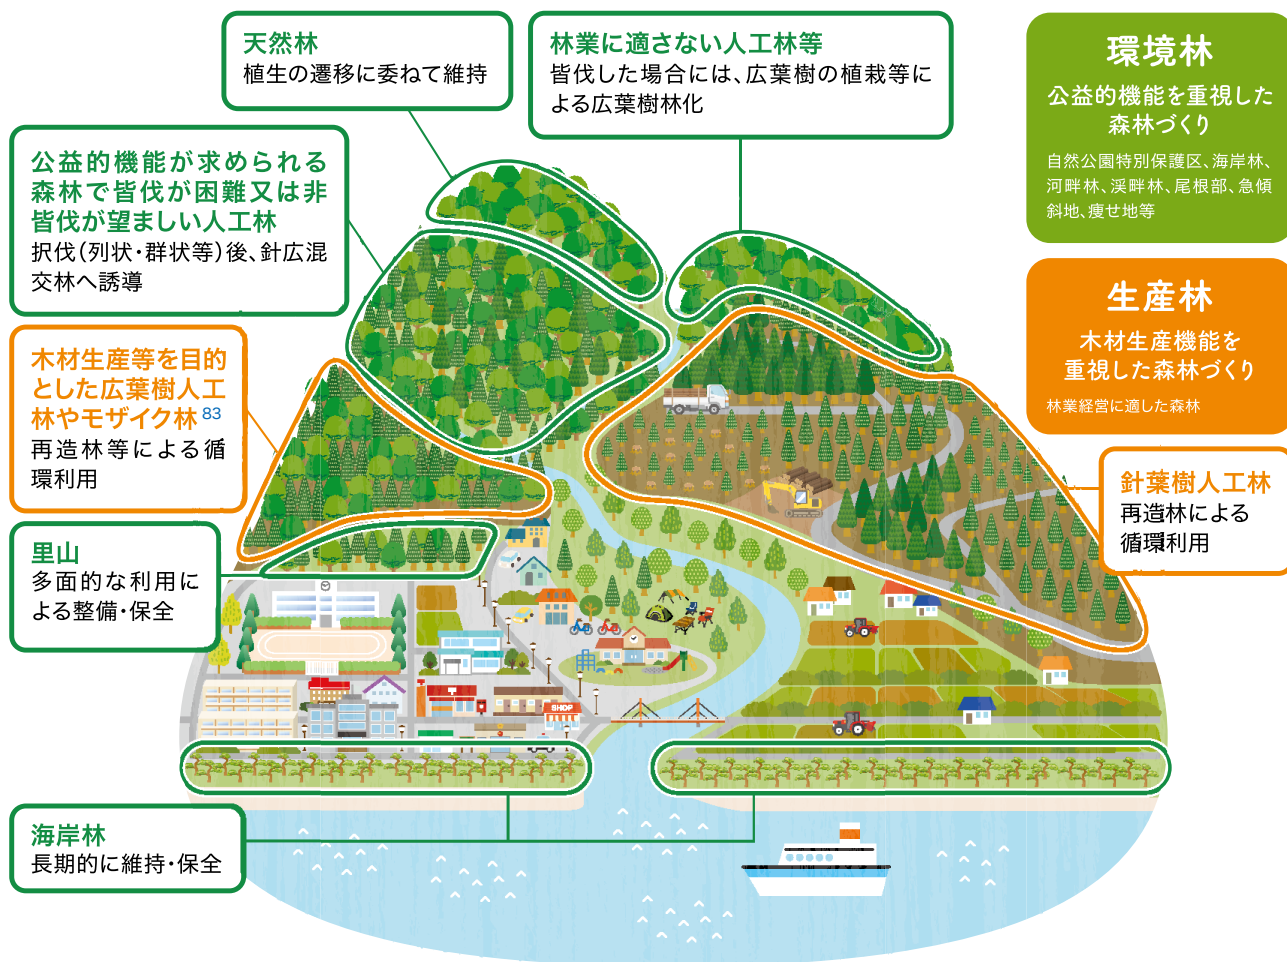 天然林
植生の遷移に委ねて維持
林業に適さない人工林等
皆伐した場合には、広葉樹の植栽等に
よる広葉樹林化
環境林
公益的機能を重視した
森林づくり
自然公園特別保護区、海岸林、
河畔林、渓畔林、尾根部、急傾
斜地、痩せ地等
公益的機能が求められる
森林で皆伐が困難又は非
皆伐が望ましい人工林
択伐(列状・群状等)後、針広混
交林へ誘導
生産林
木材生産機能を
重視した森林づくり
林業経営に適した森林
木材生産等を目的
とした広葉樹人工
林やモザイク林 83
再造林等による循
環利用
針葉樹人工林
再造林による
循環利用
里山
多面的な利用に
よる整備・保全
SHOP
海岸林
長期的に維持・保全